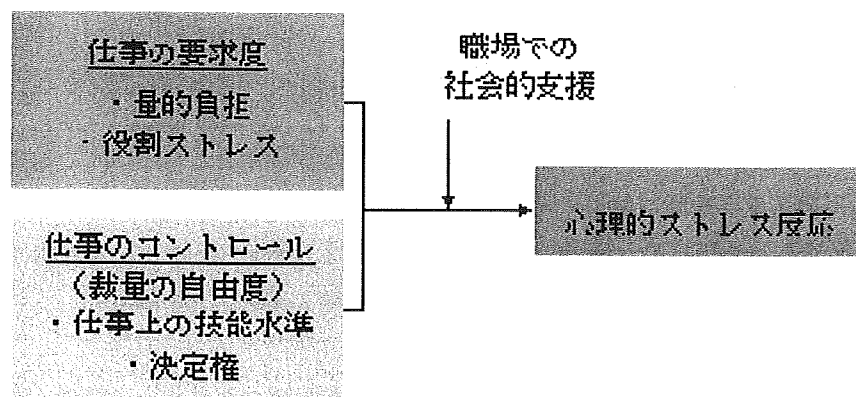 仕事の要求度
・量的負担
・役割ストレス
職場での
社会的支援
心理的ストレス反応
仕事のコントロール
（裁量の自由度）
・仕事上の技能水準
・決定権